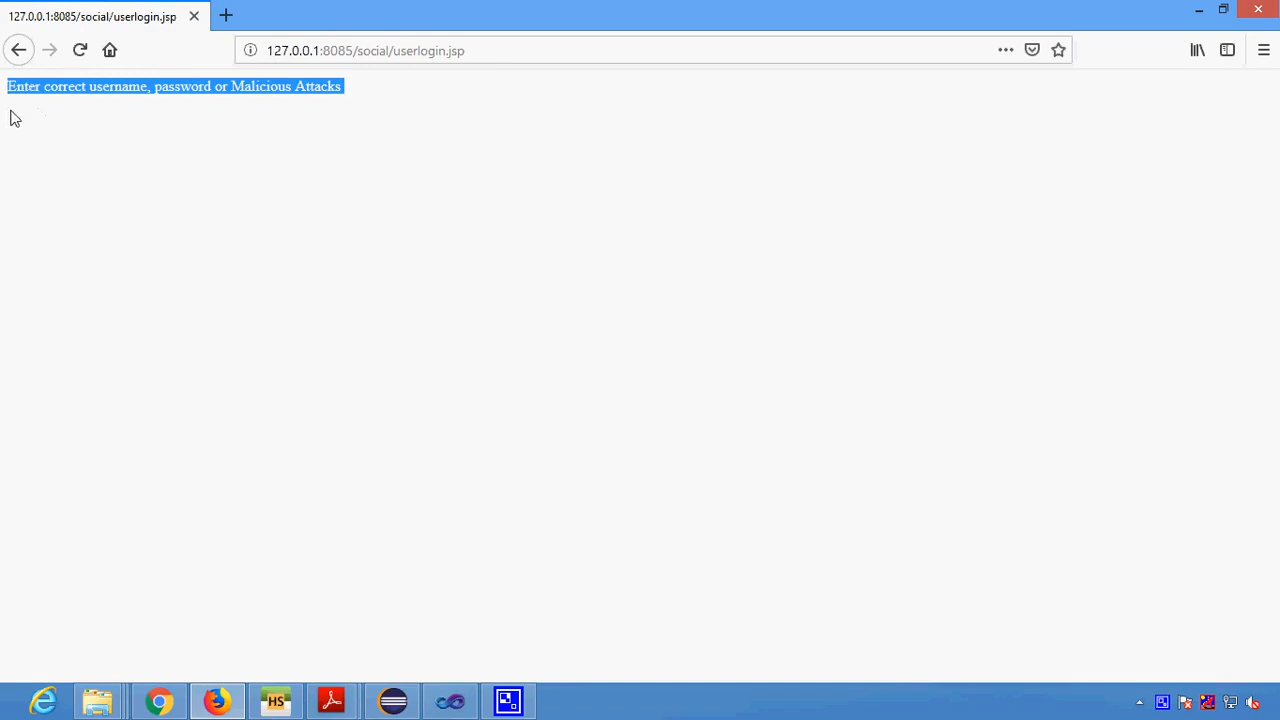 127.0.0.1:8085/social/userlogin.jsp
127.0.0.1:8085/social/userlogin.jsp
Enter correct username, password or Malicious Attacks
HS